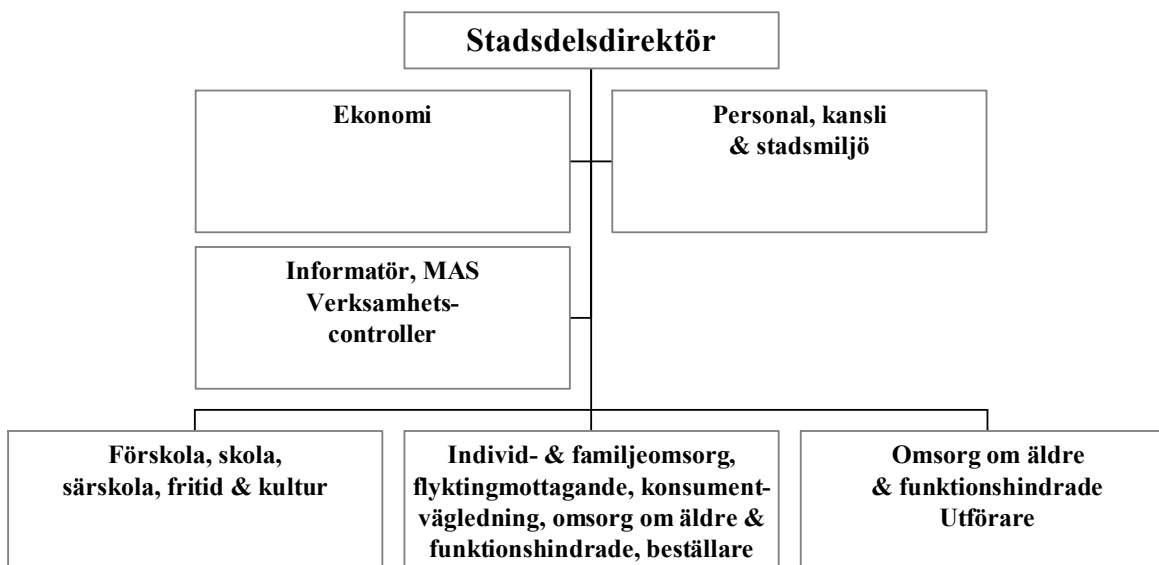 Stadsdelsdirektör
Ekonomi
Personal, kansli
& stadsmiljö
Informatör, MAS
Verksamhets-
controller
Förskola, skola,
särskola, fritid & kultur
Individ- & familjeomsorg,
flyktingmottagande, konsument-
vägledning, omsorg om äldre &
funktionshindrade, beställare
Omsorg om äldre
& funktionshindrade
Utförare